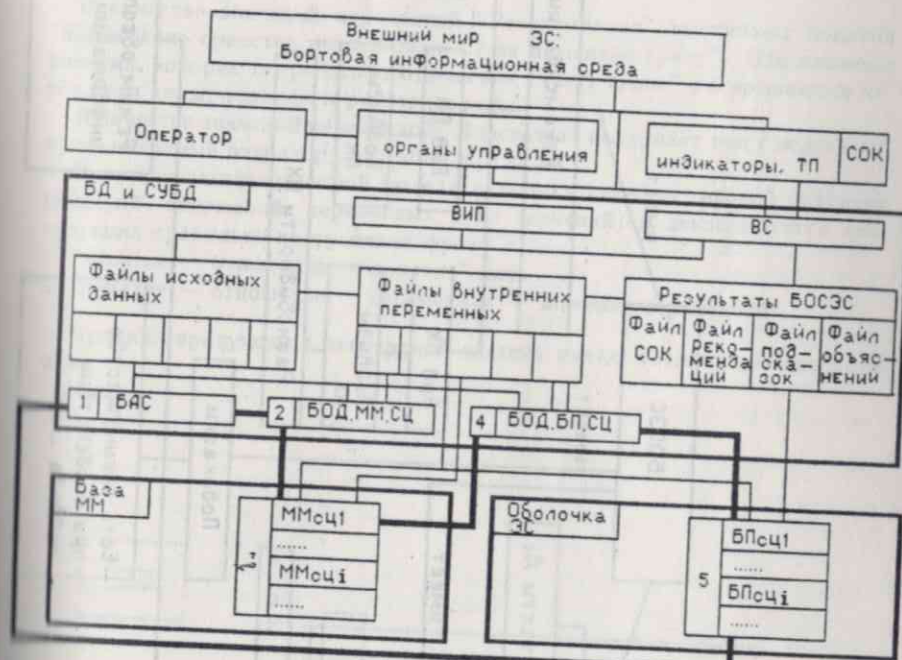 Внешний мир ЭС:
Бортовая информационная среда
Оператор
органы управления
индикаторы, ТП
СОК
БД и СУБД
ВИП
ВС
Файлы исходных
данных
Файлы внутренних
переменных
Результаты БОСЭС
Файл
СОК
Файл
реко-
менда
ций
Файл
под-
ска-
зок
Файл
объяс-
нений
1 БАС
2 БОД,ММ,СЦ
4 БОД,БП,СЦ
База
ММ
ММсц1
......
ММсцi
......
Оболочка
ЭС
5
БПсц1
......
БПсцi
......